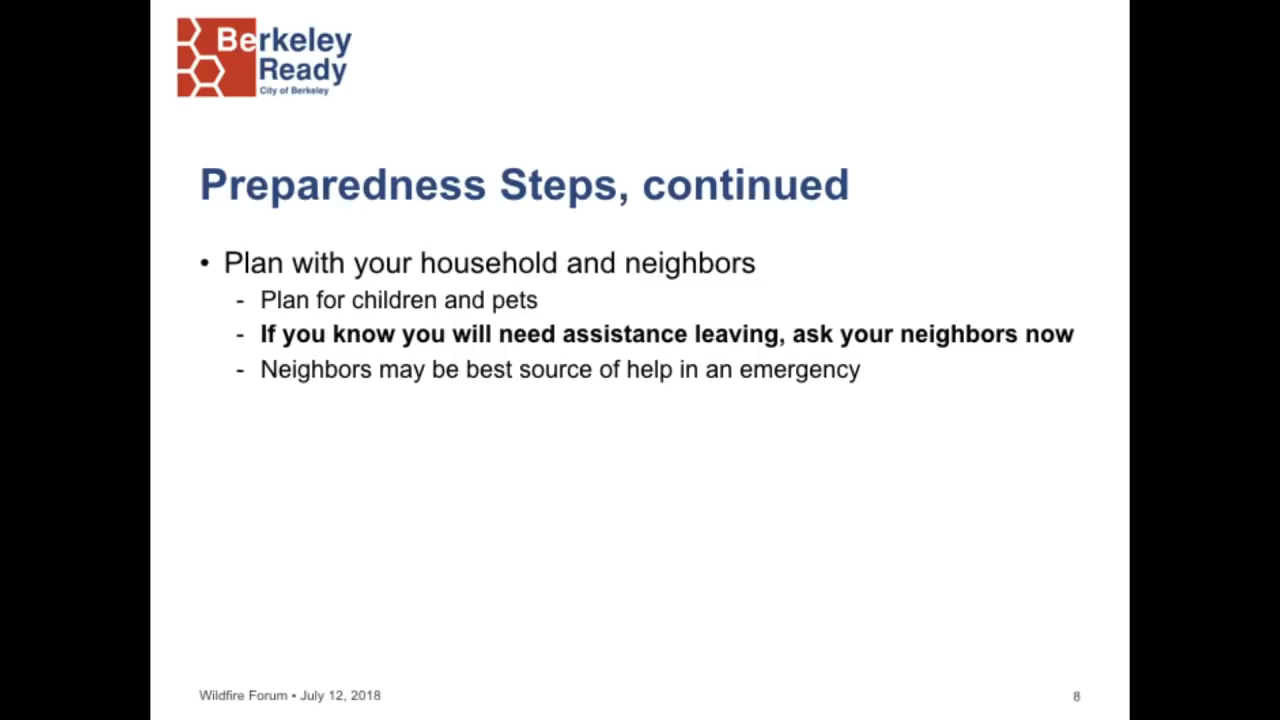 Berkeley
Ready
City of Berkeley
Preparedness Steps, continued
• Plan with your household and neighbors
- Plan for children and pets
- If you know you will need assistance leaving, ask your neighbors now
- Neighbors may be best source of help in an emergency
Wildfire Forum ▪ July 12, 2018
8